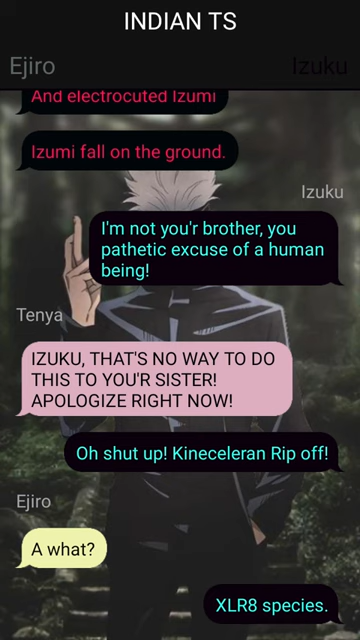 INDIAN TS
Ejiro
Izuku
And electrocuted Izumi
Izumi fall on the ground.
Izuku
I'm not you'r brother, you
pathetic excuse of a human
being!
Tenya
IZUKU, THAT'S NO WAY TO DO
THIS TO YOU'R SISTER!
APOLOGIZE RIGHT NOW!
Oh shut up! Kineceleran Rip off!
Ejiro
A what?
XLR8 species.